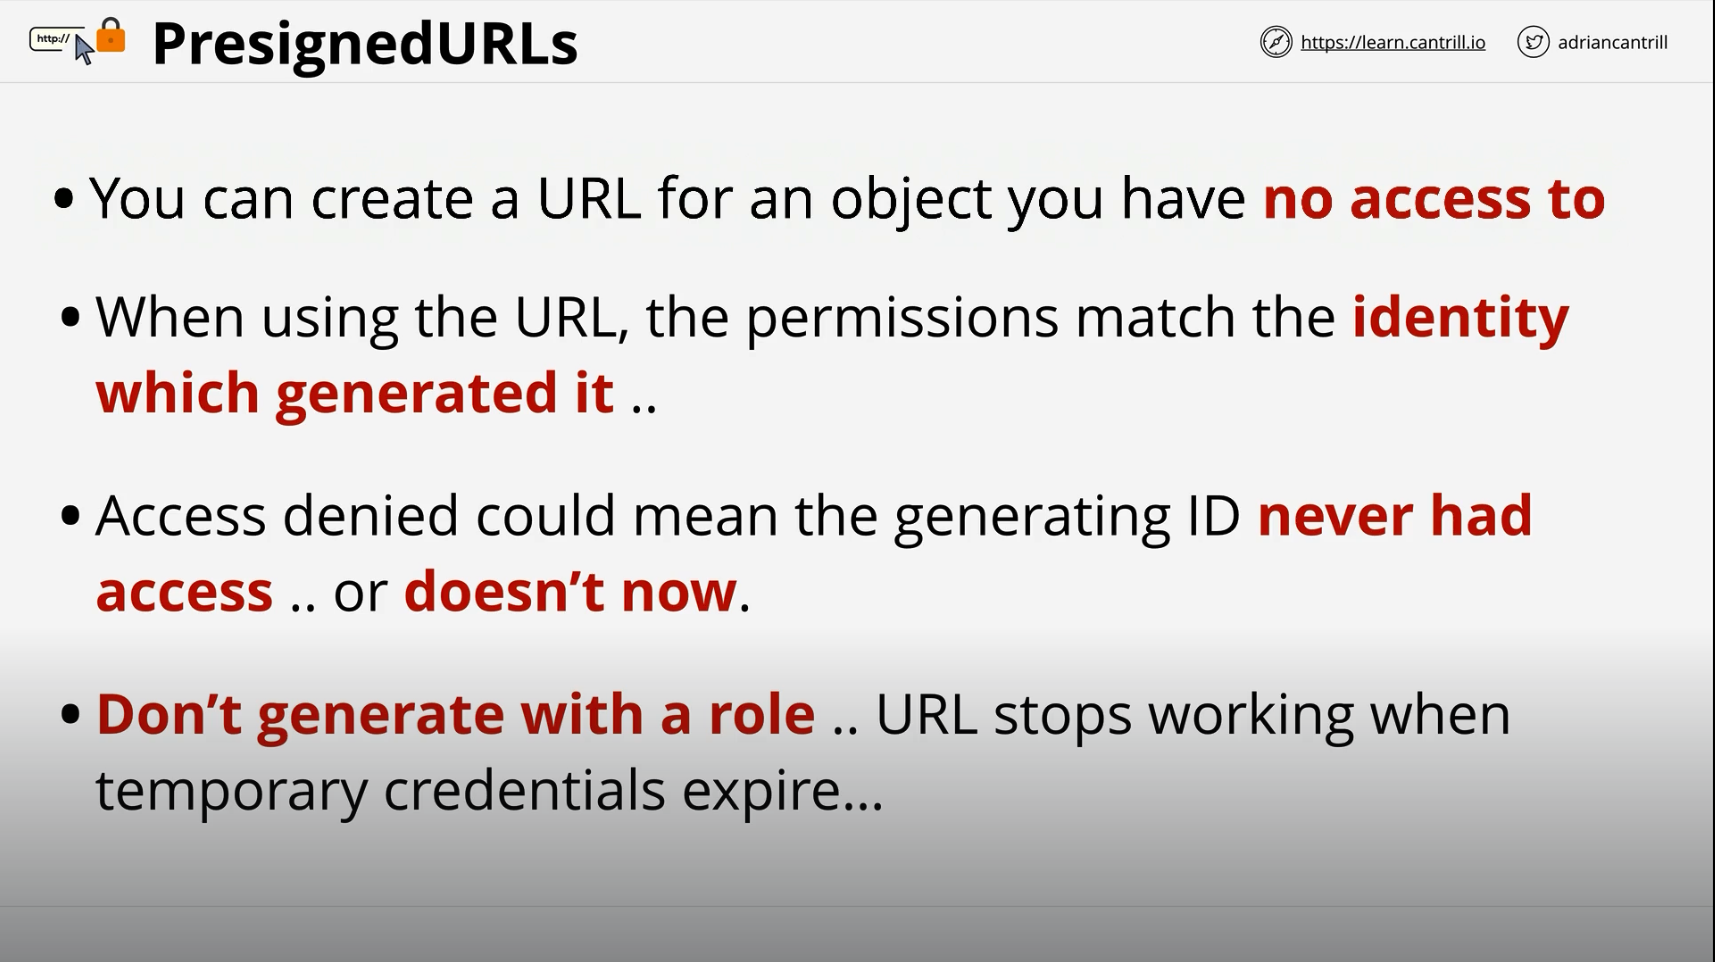 http://
PresignedURLs
https://learn.cantrill.io
adriancantrill
• You can create a URL for an object you have no access to
• When using the URL, the permissions match the identity
which generated it ..
• Access denied could mean the generating ID never had
access .. or doesn’t now.
• Don’t generate with a role .. URL stops working when
temporary credentials expire...